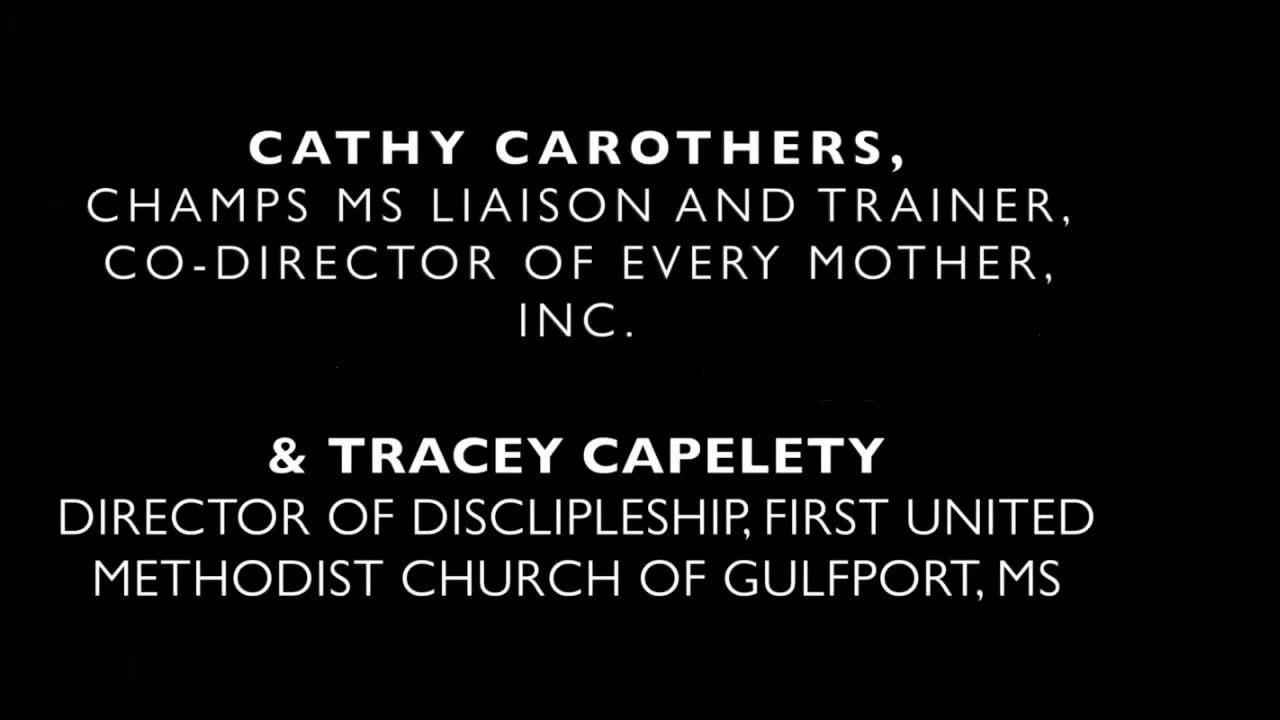 CATHY CAROTHERS,
CHAMPS MS LIAISON AND TRAINER,
CO-DIRECTOR OF EVERY MOTHER,
INC.
& TRACEY CAPELETY
DIRECTOR OF DISCLIPLESHIP, FIRST UNITED
METHODIST CHURCH OF GULFPORT, MS